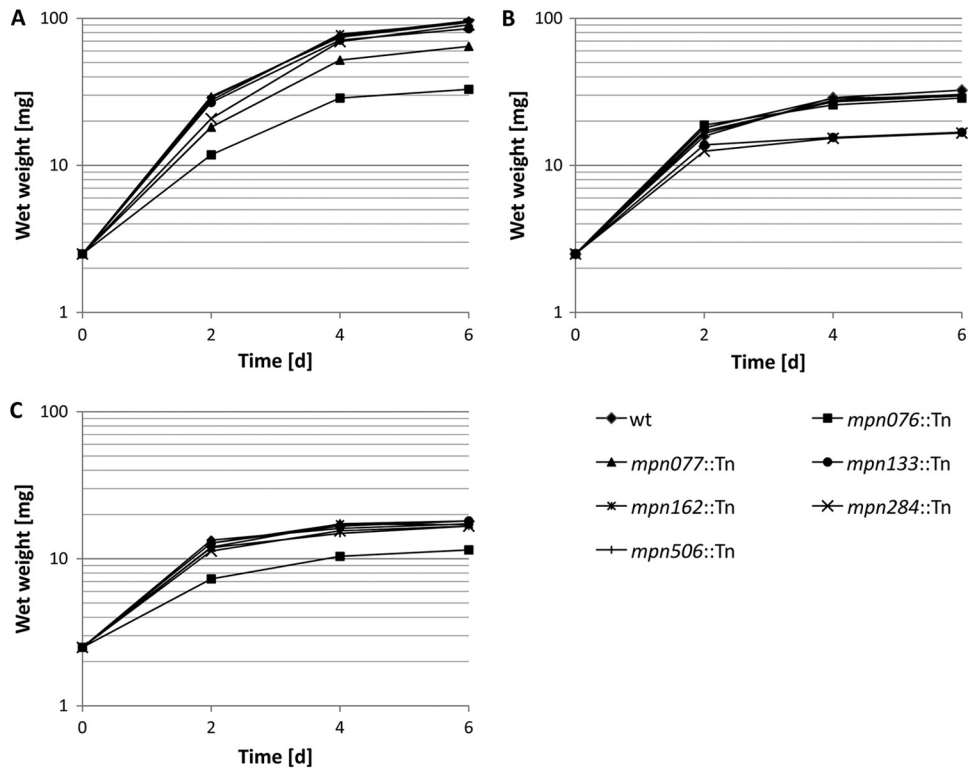 A
Wet weight [mg]
100
10
1
0 2 4 6
Time [d]
B
Wet weight [mg]
100
10
1
0 2 4 6
Time [d]
C
Wet weight [mg]
100
10
1
0 2 4 6
Time [d]
wt mpn076::Tn
mpn077::Tn mpn133::Tn
mpn162::Tn mpn284::Tn
mpn506::Tn